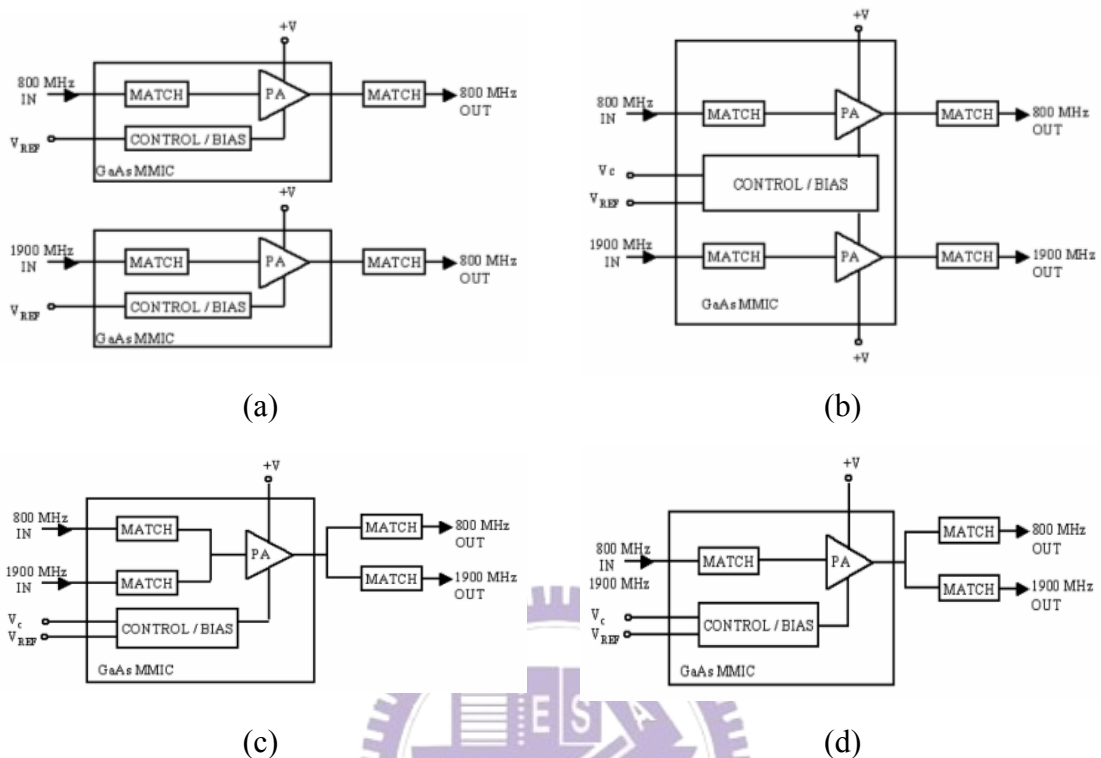 +V
800 MHz
IN
MATCH
PA
MATCH
800 MHz
OUT
V REF
CONTROL / BIAS
GaAs MMIC
+V
1900 MHz
IN
MATCH
PA
MATCH
800 MHz
OUT
V REF
CONTROL / BIAS
GaAs MMIC
(a)
+V
800 MHz
IN
MATCH
PA
MATCH
800 MHz
OUT
Vc
V REF
CONTROL / BIAS
1900 MHz
IN
MATCH
PA
MATCH
1900 MHz
OUT
GaAs MMIC
+V
(b)
+V
800 MHz
IN
MATCH
PA
MATCH
800 MHz
OUT
1900 MHz
IN
MATCH
MATCH
1900 MHz
OUT
Vc
V REF
CONTROL / BIAS
GaAs MMIC
(c)
+V
800 MHz
IN
1900 MHz
MATCH
PA
MATCH
800 MHz
OUT
MATCH
1900 MHz
OUT
Vc
V REF
CONTROL / BIAS
GaAs MMIC
(d)
ESA